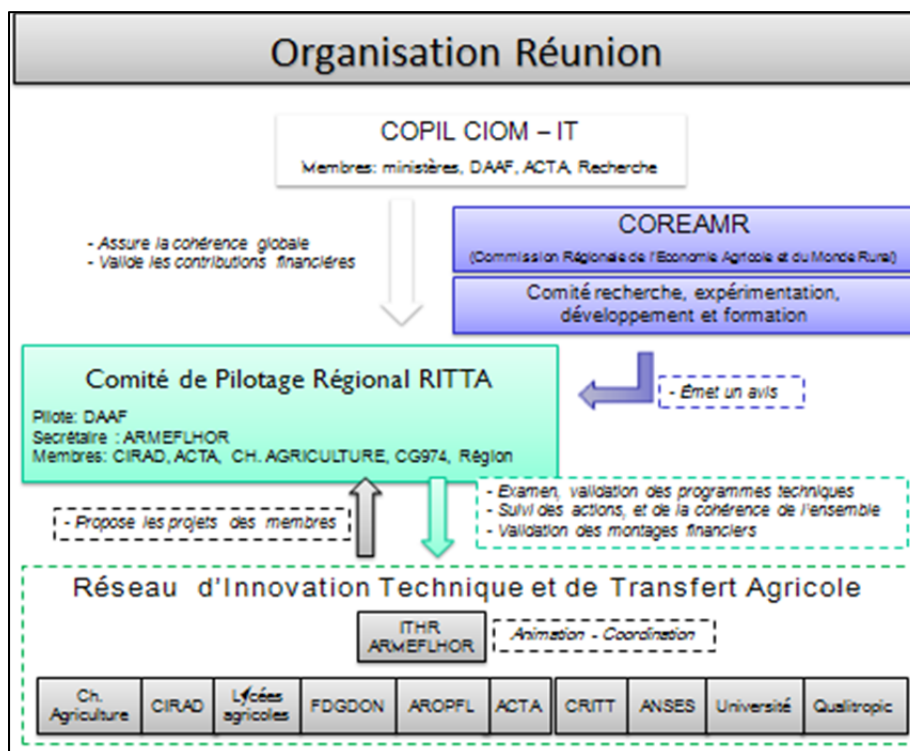 Organisation Réunion
COPIL CIOM – IT
Membres: ministères, DAAF, ACTA, Recherche
- Assure la cohérence globale
- Valide les contributions financières
COREAMR
(Commission Régionale de l'Economie Agricole et du Monde Rural)
Comité recherche, expérimentation,
développement et formation
Comité de Pilotage Régional RITTA
Pilote: DAAF
Secrétaire : ARMEFLHOR
Membres: CIRAD, ACTA, CH. AGRICULTURE, CG974, Région
- Émet un avis
- Propose les projets des membres
- Examen, validation des programmes techniques
- Suivi des actions, et de la cohérence de l'ensemble
- Validation des montages financiers
Réseau d'Innovation Technique et de Transfert Agricole
ITHR
ARMEFLHOR
Animation - Coordination
Ch.
Agriculture
CIRAD
Lycées
agricoles
FDGDON
AROPFL
ACTA
CRITT
ANSES
Université
Qualitropic